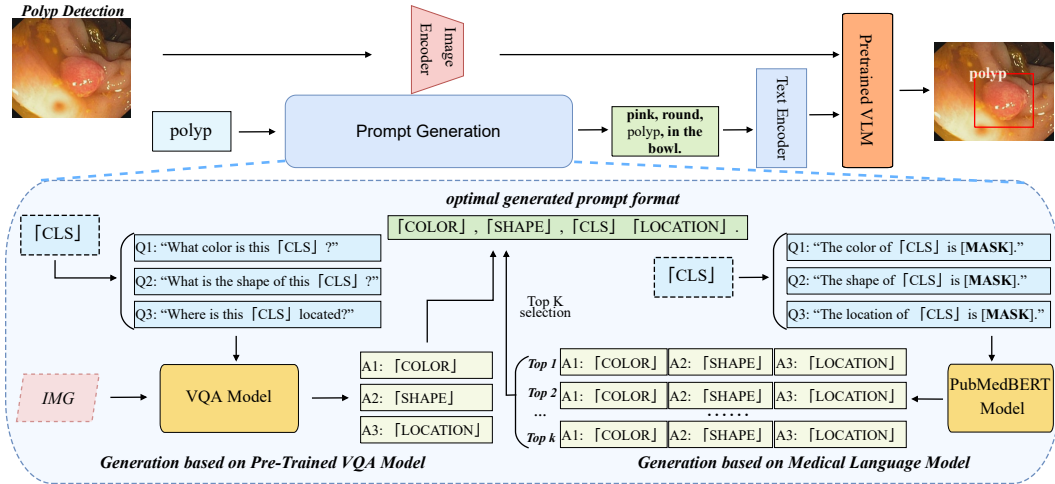 Polyp Detection
Image
Encoder
polyp
Prompt Generation
pink, round,
polyp, in the
bowl.
Text Encoder
Pretrained VLM
polyp
optimal generated prompt format
「COLOR」 , 「SHAPE」 , 「CLS」 「LOCATION」 .
「CLS」
Q1: “What color is this 「CLS」 ?”
Q2: “What is the shape of this 「CLS」 ?”
Q3: “Where is this 「CLS」 located?”
IMG
VQA Model
A1: 「COLOR」
A2: 「SHAPE」
A3: 「LOCATION」
Generation based on Pre-Trained VQA Model
Top K
selection
「CLS」
Q1: “The color of 「CLS」 is [MASK].”
Q2: “The shape of 「CLS」 is [MASK].”
Q3: “The location of 「CLS」 is [MASK].”
PubMedBERT
Model
Top 1 A1: 「COLOR」 A2: 「SHAPE」 A3: 「LOCATION」
Top 2 A1: 「COLOR」 A2: 「SHAPE」 A3: 「LOCATION」
... ......
Top k A1: 「COLOR」 A2: 「SHAPE」 A3: 「LOCATION」
Generation based on Medical Language Model